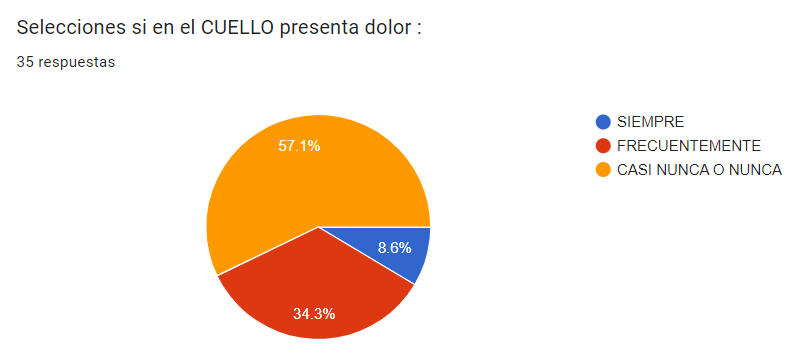 Selecciones si en el CUELLO presenta dolor :
35 respuestas
57.1%
8.6%
34.3%
SIEMPRE
FRECUENTEMENTE
CASI NUNCA O NUNCA